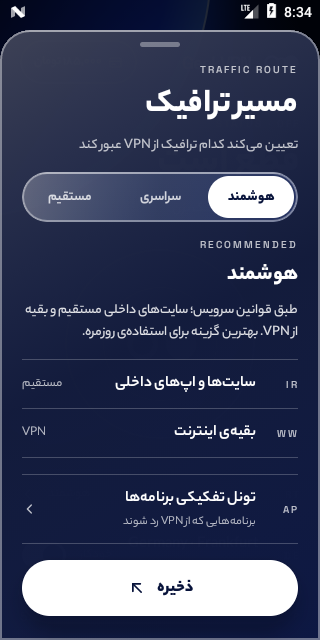 8:34
LTE
TRAFFIC ROUTE
مسیر ترافیک
تعیین می‌کند کدام ترافیک از VPN عبور کند
هوشمند
سراسری
مستقیم
RECOMMENDED
هوشمند
طبق قوانین سرویس؛ سایت‌های داخلی مستقیم و بقیه
از VPN. بهترین گزینه برای استفاده‌ی روزمره.
IR سایت‌ها و اپ‌های داخلی مستقیم
WW بقیه‌ی اینترنت VPN
AP تونل تفکیکی برنامه‌ها
برنامه‌هایی که از VPN رد شوند
ذخیره